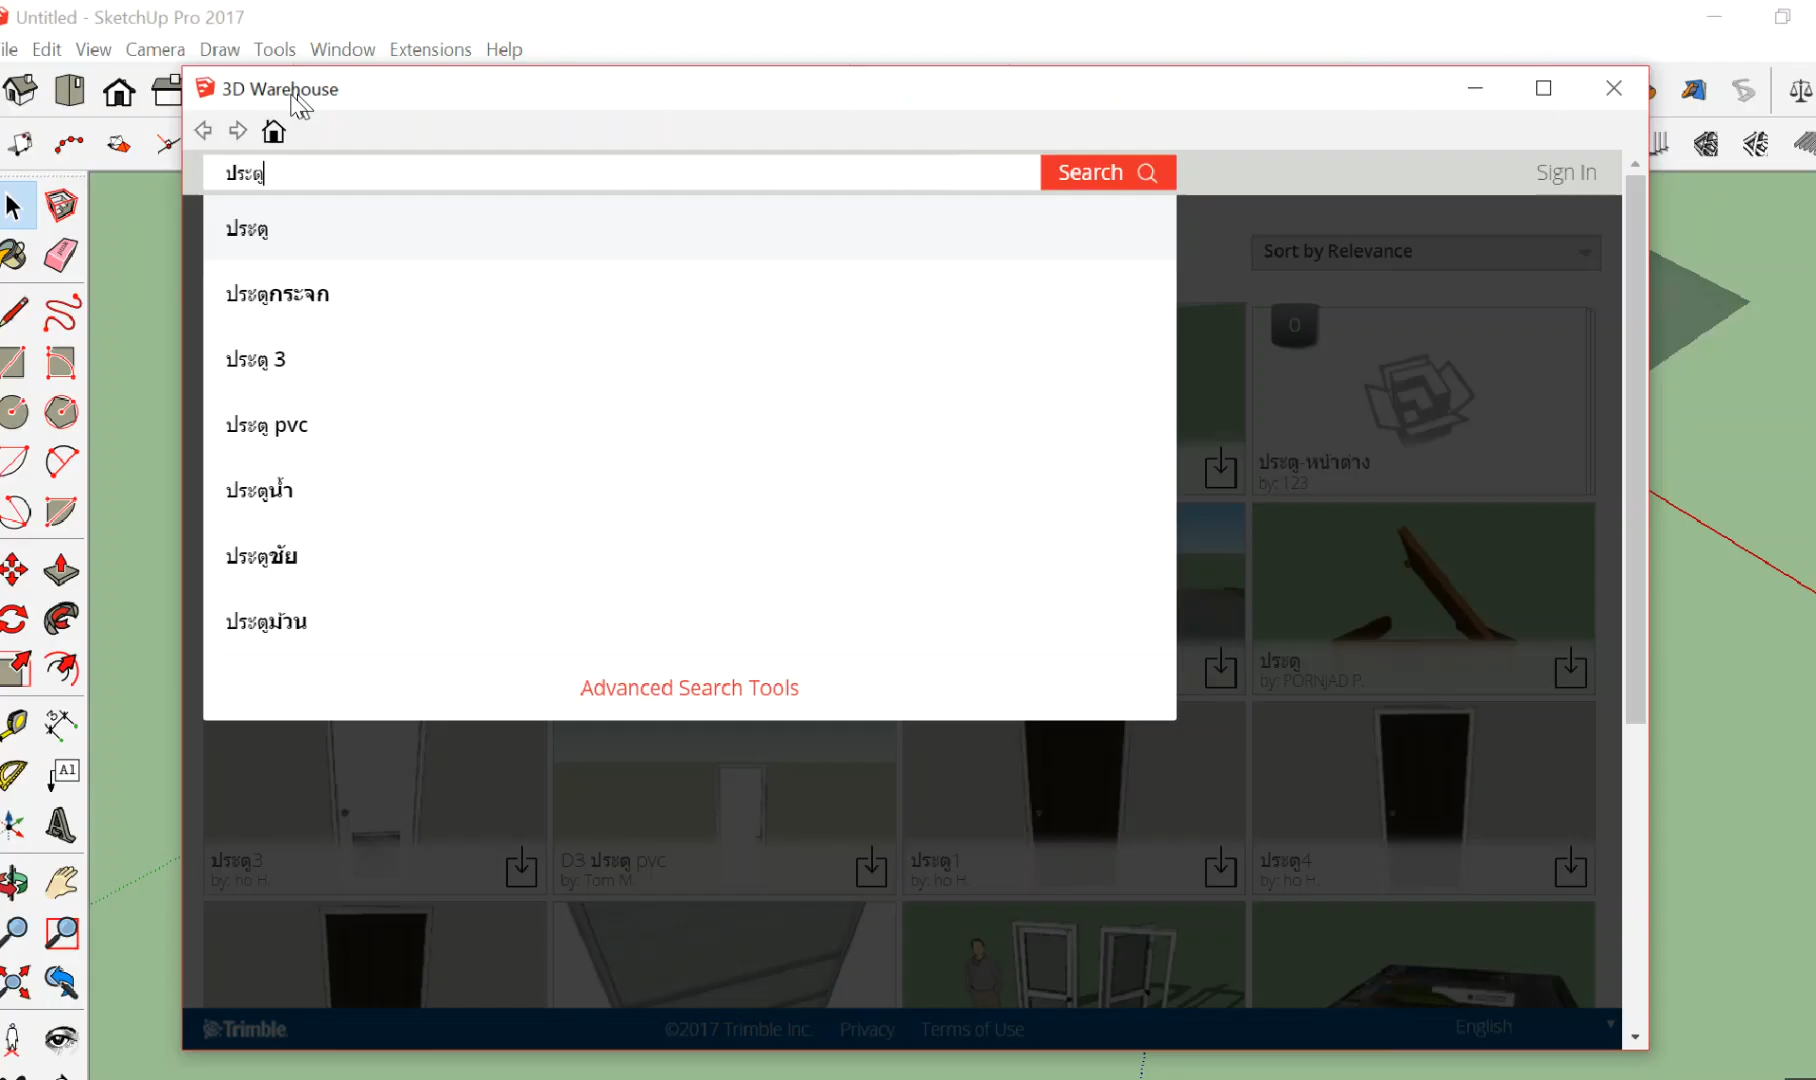 Untitled - SketchUp Pro 2017
ile Edit View Camera Draw Tools Window Extensions Help
3D Warehouse
ประตู
Search
Sign In
ประตู
Sort by Relevance
ประตูกระจก
0
ประตู 3
ประตู pvc
ประตู-หน้าต่าง
by: 123
ประตูน้ำ
ประตูชัย
ประตูม้วน
ประตู
by: PORNJAD P.
Advanced Search Tools
A1
ประตู3
by: ho H.
D3 ประตู pvc
by: Tom M.
ประตู1
by: ho H.
ประตู4
by: ho H.
Trimble.
©2017 Trimble Inc. Privacy Terms of Use
English